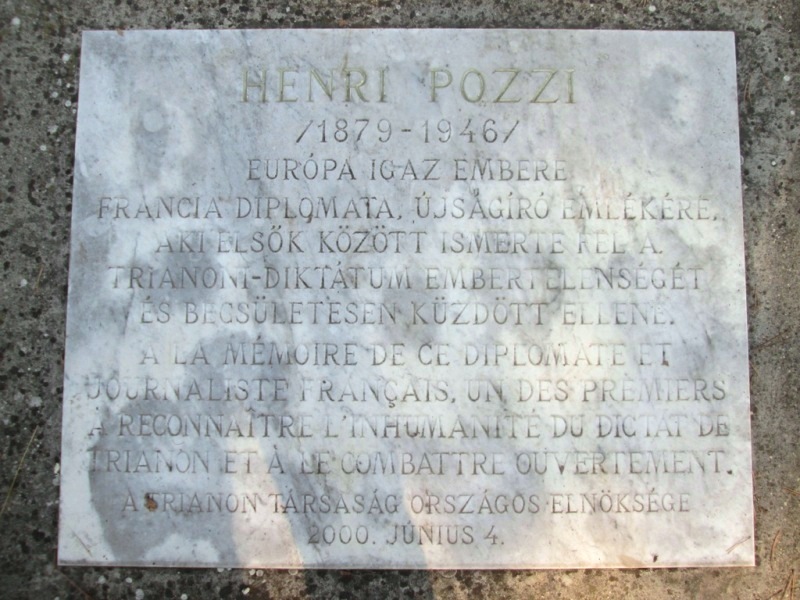 HENRI POZZI
/1879-1946/
EURÓPA IGAZ EMBERE
FRANCIA DIPLOMATA, ÚJSÁGÍRÓ EMLÉKÉRE,
AKI ELSŐK KÖZÖTT ISMERTE FEL A
TRIANONI-DIKTÁTUM EMBERTELENSÉGÉT
ÉS BECSÜLETESEN KÜZDÖTT ELLENE.
A LA MÉMOIRE DE CE DIPLOMATE ET
JOURNALISTE FRANÇAIS, UN DES PREMIERS
A RECONNAITRE L'INHUMANITÉ DU DICTAT DE
TRIANON ET À LE COMBATTRE OUVERTEMENT.
A TRIANON TÁRSASÁG ORSZÁGOS ELNÖKSÉGE
2000. JÚNIUS 4.